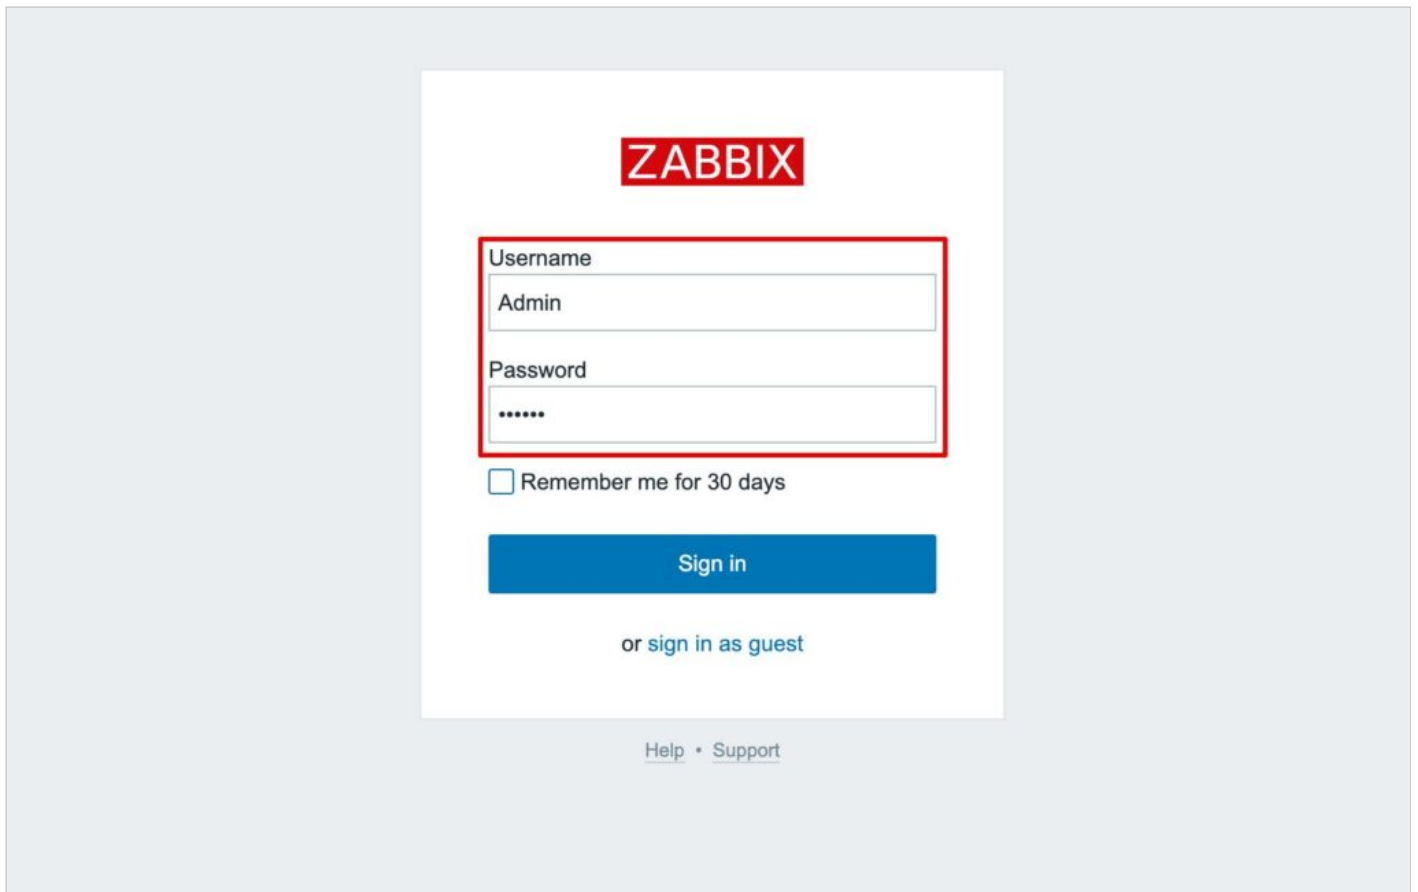 ZABBIX
Username
Admin
Password
••••••
Remember me for 30 days
Sign in
or sign in as guest
Help • Support